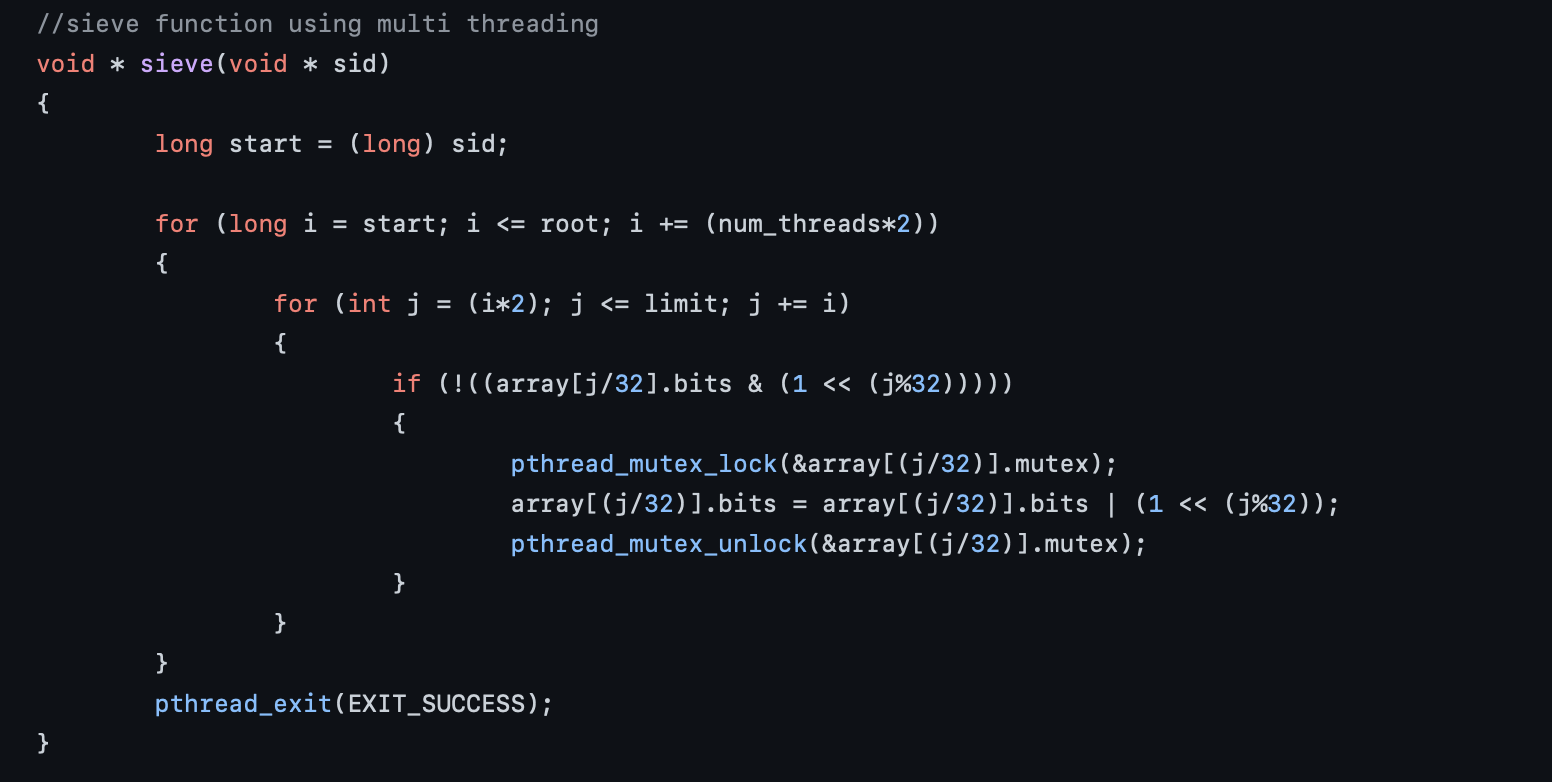 //sieve function using multi threading
void * sieve(void * sid)
{
        long start = (long) sid;

        for (long i = start; i <= root; i += (num_threads*2))
        {
                for (int j = (i*2); j <= limit; j += i)
                {
                        if (!((array[j/32].bits & (1 << (j%32)))))
                        {
                                pthread_mutex_lock(&array[(j/32)].mutex);
                                array[(j/32)].bits = array[(j/32)].bits | (1 << (j%32));
                                pthread_mutex_unlock(&array[(j/32)].mutex);
                        }
                }
        }
        pthread_exit(EXIT_SUCCESS);
}